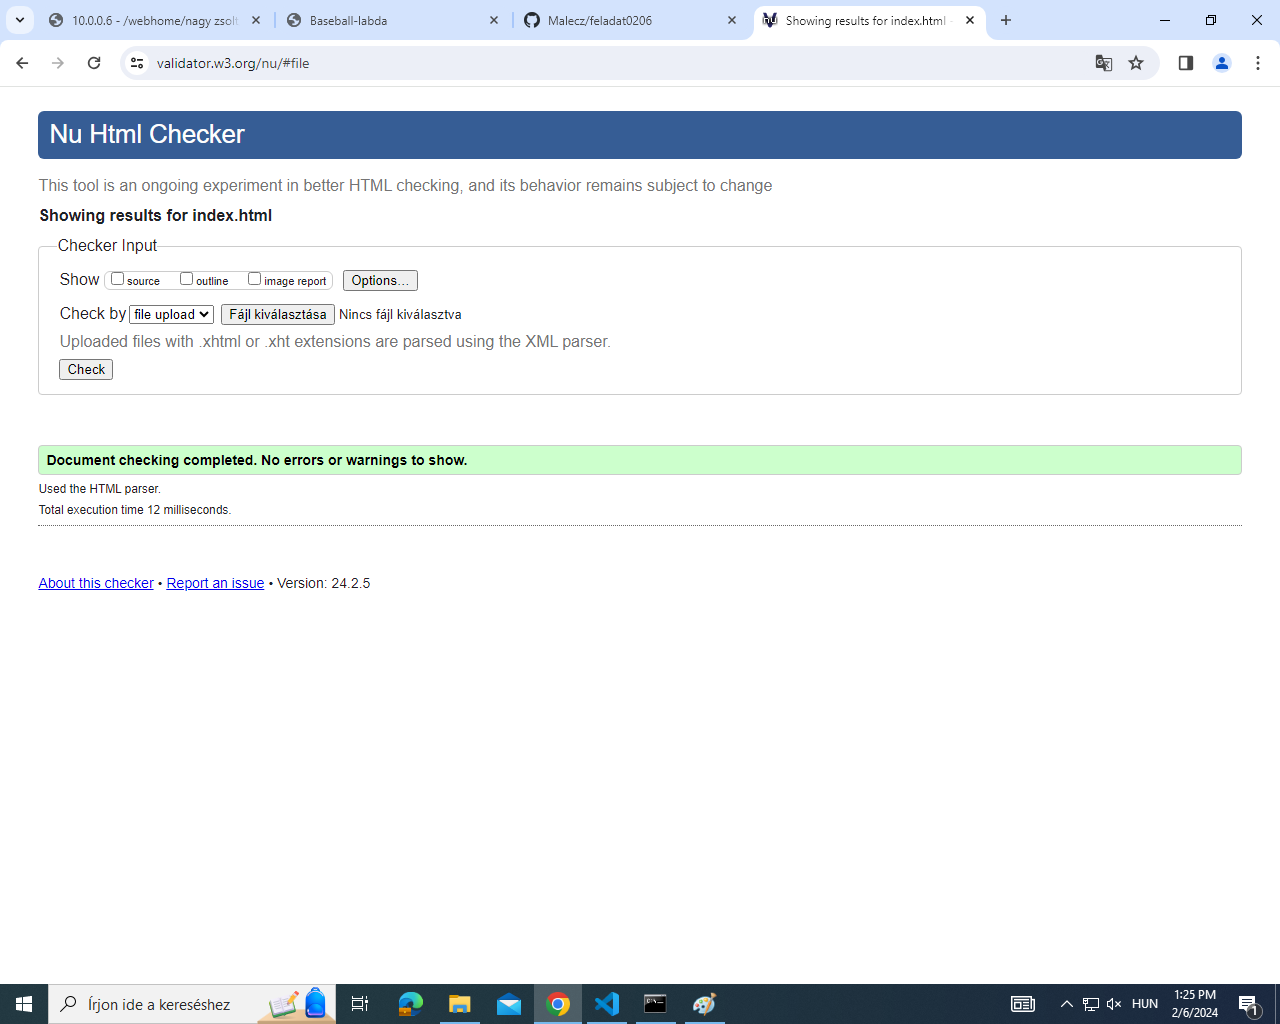 10.0.0.6 - /webhome/nagy zsolt
Baseball-labda
Malecz/feladat0206
Showing results for index.html
validator.w3.org/nu/#file
Nu Html Checker
This tool is an ongoing experiment in better HTML checking, and its behavior remains subject to change
Showing results for index.html
Checker Input
Show source outline image report Options...
Check by file upload Fájl kiválasztása Nincs fájl kiválasztva
Uploaded files with .xhtml or .xht extensions are parsed using the XML parser.
Check
Document checking completed. No errors or warnings to show.
Used the HTML parser.
Total execution time 12 milliseconds.
About this checker • Report an issue • Version: 24.2.5
Írjon ide a kereséshez
HUN
1:25 PM
2/6/2024
1